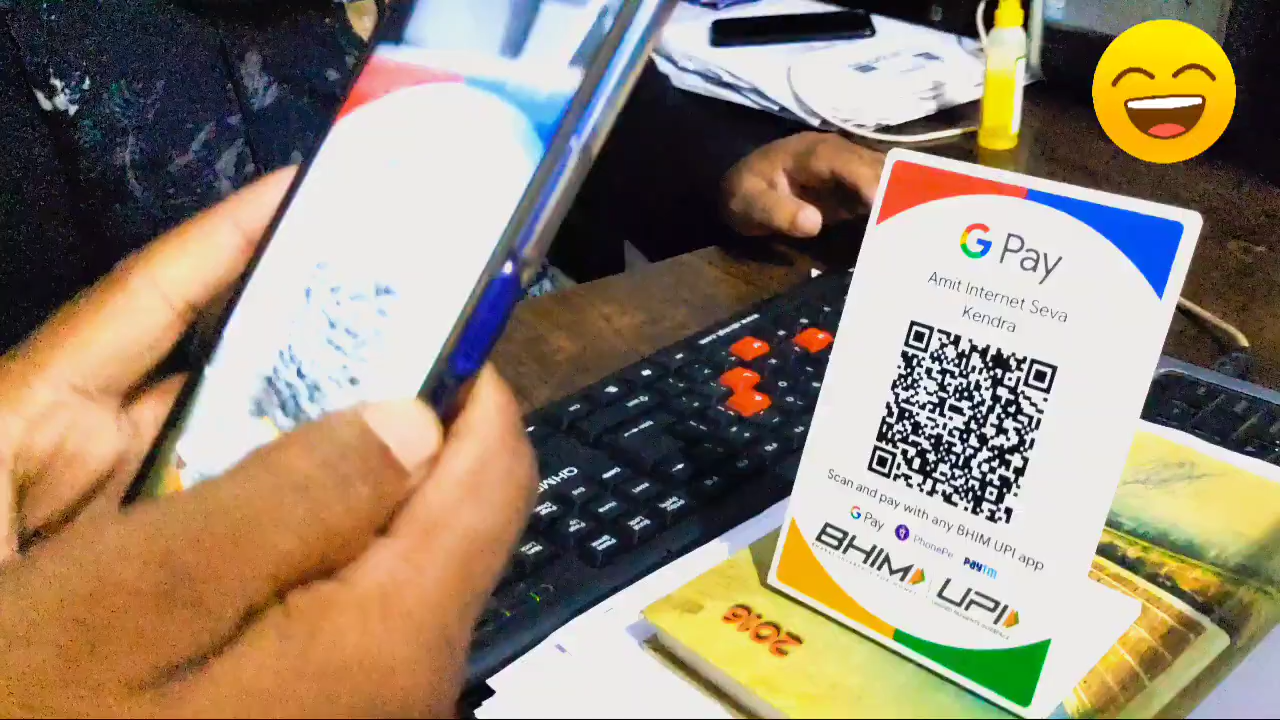 G Pay
Amit Internet Seva
Kendra
Scan and pay with any BHIM UPI app
G Pay PhonePe paytm
BHIM UPI
2016